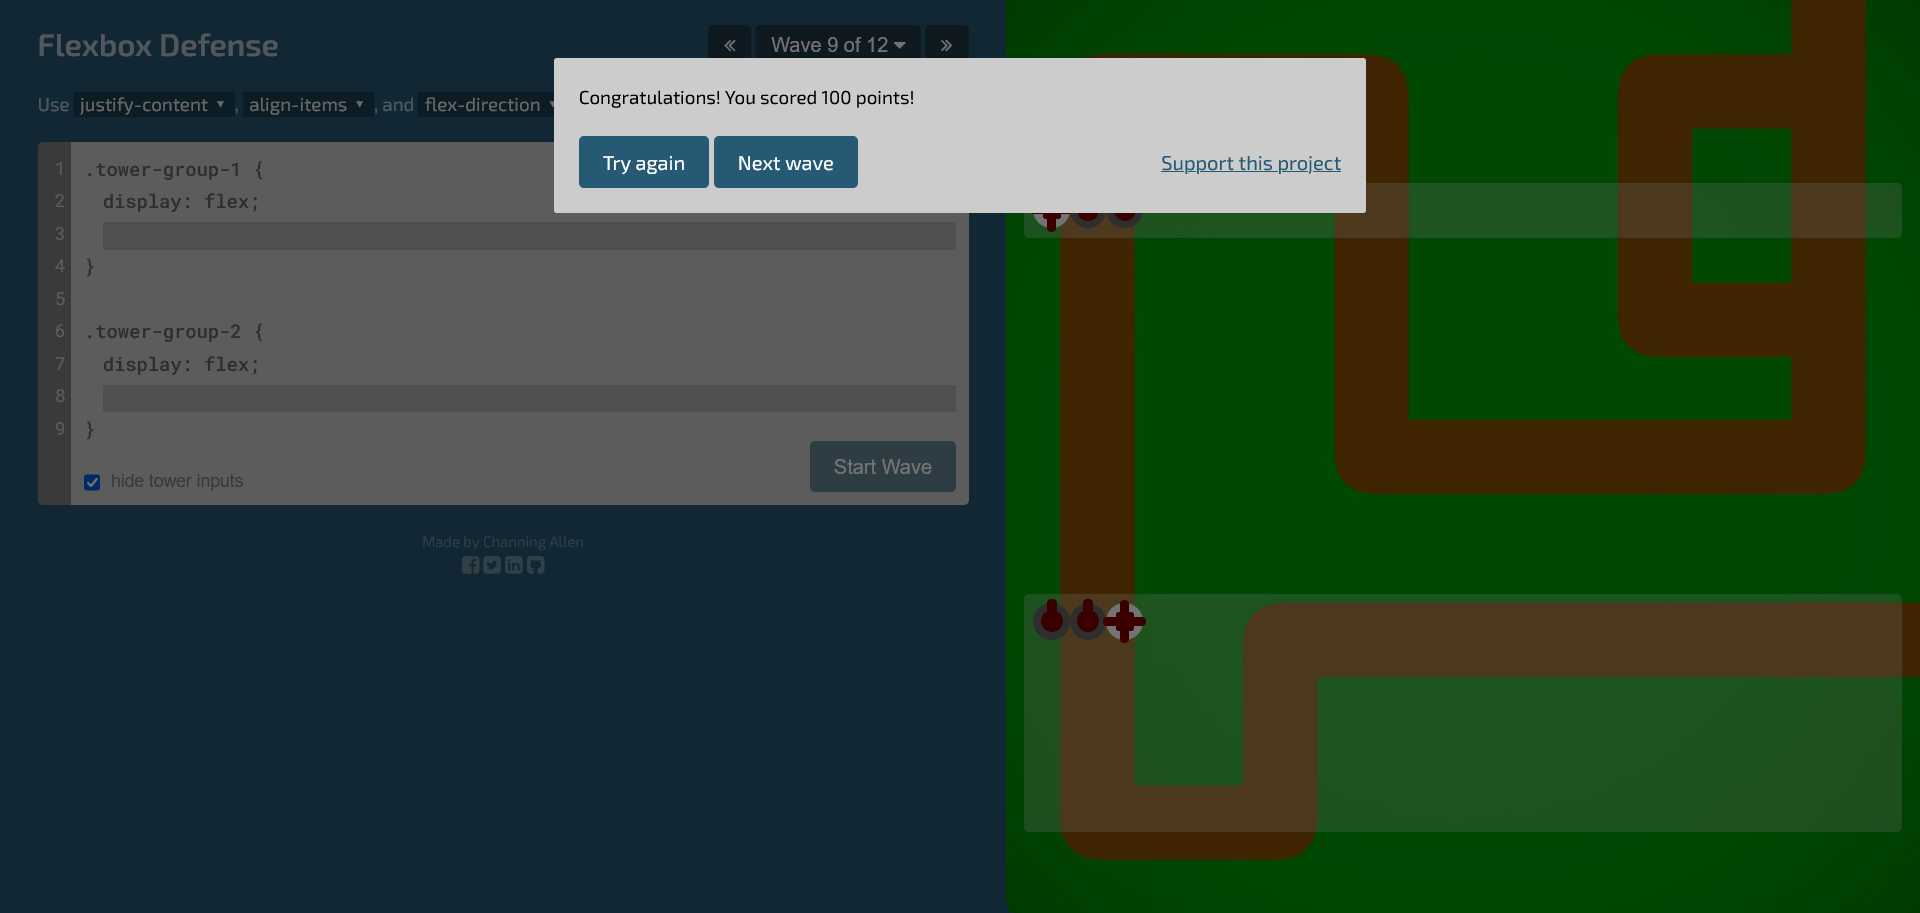 Flexbox Defense
« Wave 9 of 12 »
Use justify-content ▼ , align-items ▼ , and flex-direction ▼
Congratulations! You scored 100 points!
Try again Next wave Support this project
1 .tower-group-1 {
2 display: flex;
3
4 }
5
6 .tower-group-2 {
7 display: flex;
8
9 }
hide tower inputs Start Wave
Made by Channing Allen